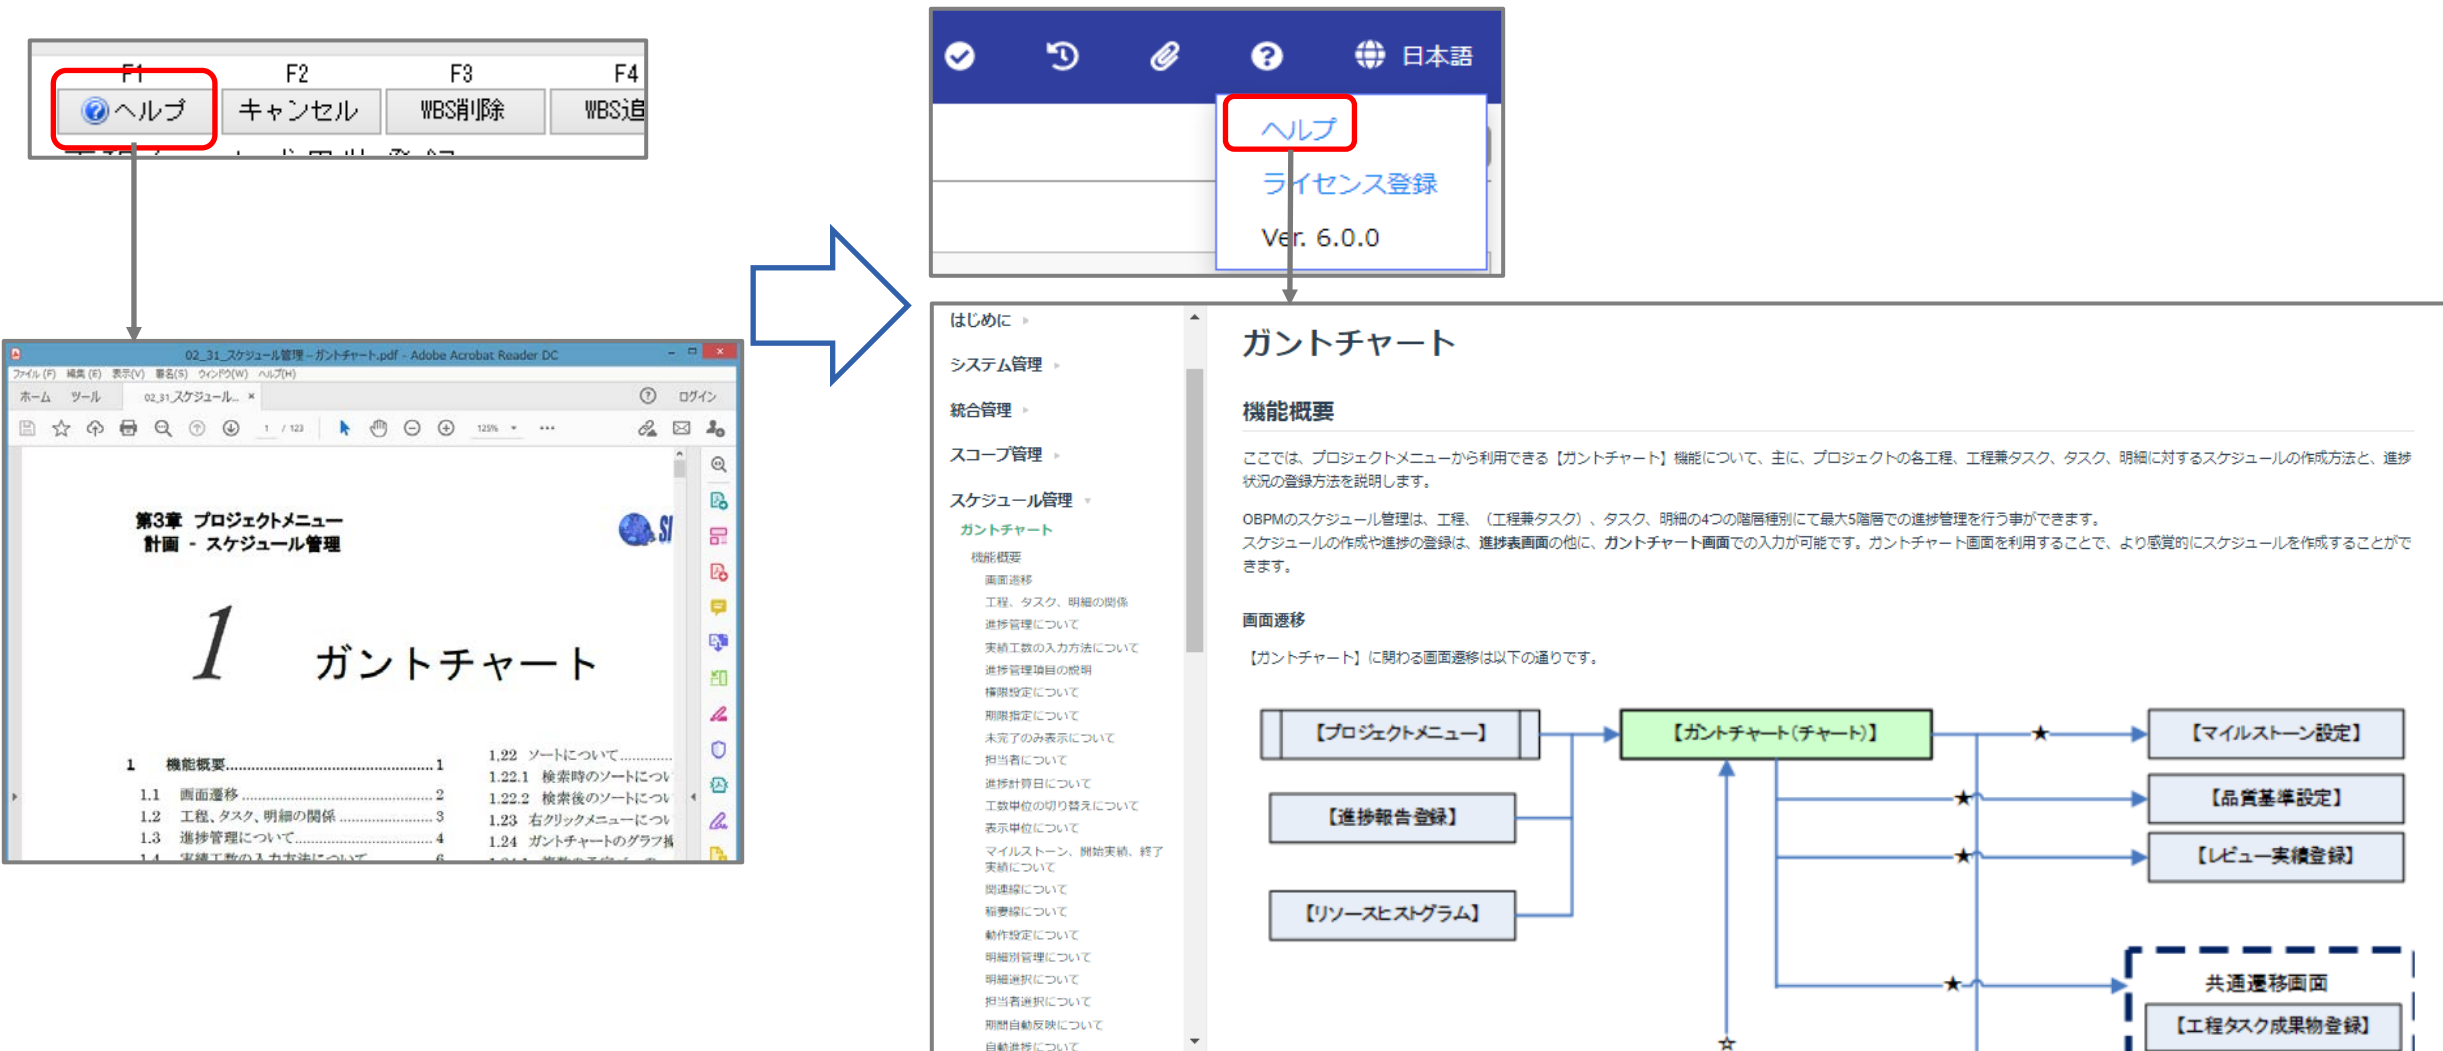 F1 F2 F3 F4
ヘルプ キャンセル WBS削除 WBS追
日本語
ヘルプ
ライセンス登録
Ver. 6.0.0
02_31_スケジュール管理 – ガントチャート.pdf - Adobe Acrobat Reader DC
ファイル (F) 編集 (E) 表示(V) 署名(S) ウィンドウ(W) ヘルプ(H)
ホーム ツール 02_31_スケジュール... × ログイン
1 / 123 125%
第3章 プロジェクトメニュー
計画 - スケジュール管理
SI
1 ガントチャート
1 機能概要 1
1.1 画面遷移 2
1.2 工程、タスク、明細の関係 3
1.3 進捗管理について 4
1.4 実績工数の入力方法について 6
1.22 ソートについて
1.22.1 検索時のソートについ
1.22.2 検索後のソートについ
1.23 右クリックメニューについ
1.24 ガントチャートのグラフ操
はじめに
システム管理
統合管理
スコープ管理
スケジュール管理
ガントチャート
機能概要
画面遷移
工程、タスク、明細の関係
進捗管理について
実績工数の入力方法について
進捗管理項目の説明
権限設定について
期限指定について
未完了のみ表示について
担当者について
進捗計算日について
工数単位の切り替えについて
表示単位について
マイルストーン、開始実績、終了
実績について
関連線について
稲妻線について
動作設定について
明細別管理について
明細選択について
担当者選択について
期間自動反映について
自動進捗について
ガントチャート
機能概要
ここでは、プロジェクトメニューから利用できる【ガントチャート】機能について、主に、プロジェクトの各工程、工程兼タスク、タスク、明細に対するスケジュールの作成方法と、進捗
状況の登録方法を説明します。
OBPMのスケジュール管理は、工程、（工程兼タスク）、タスク、明細の4つの階層種別にて最大5階層での進捗管理を行う事ができます。
スケジュールの作成や進捗の登録は、進捗表画面の他に、ガントチャート画面での入力が可能です。ガントチャート画面を利用することで、より感覚的にスケジュールを作成することがで
きます。
画面遷移
【ガントチャート】に関わる画面遷移は以下の通りです。
【プロジェクトメニュー】 【ガントチャート(チャート)】 ★ 【マイルストーン設定】
【進捗報告登録】 ★ 【品質基準設定】
★ 【レビュー実績登録】
【リソースヒストグラム】
★ 共通遷移画面
【工程タスク成果物登録】
☆